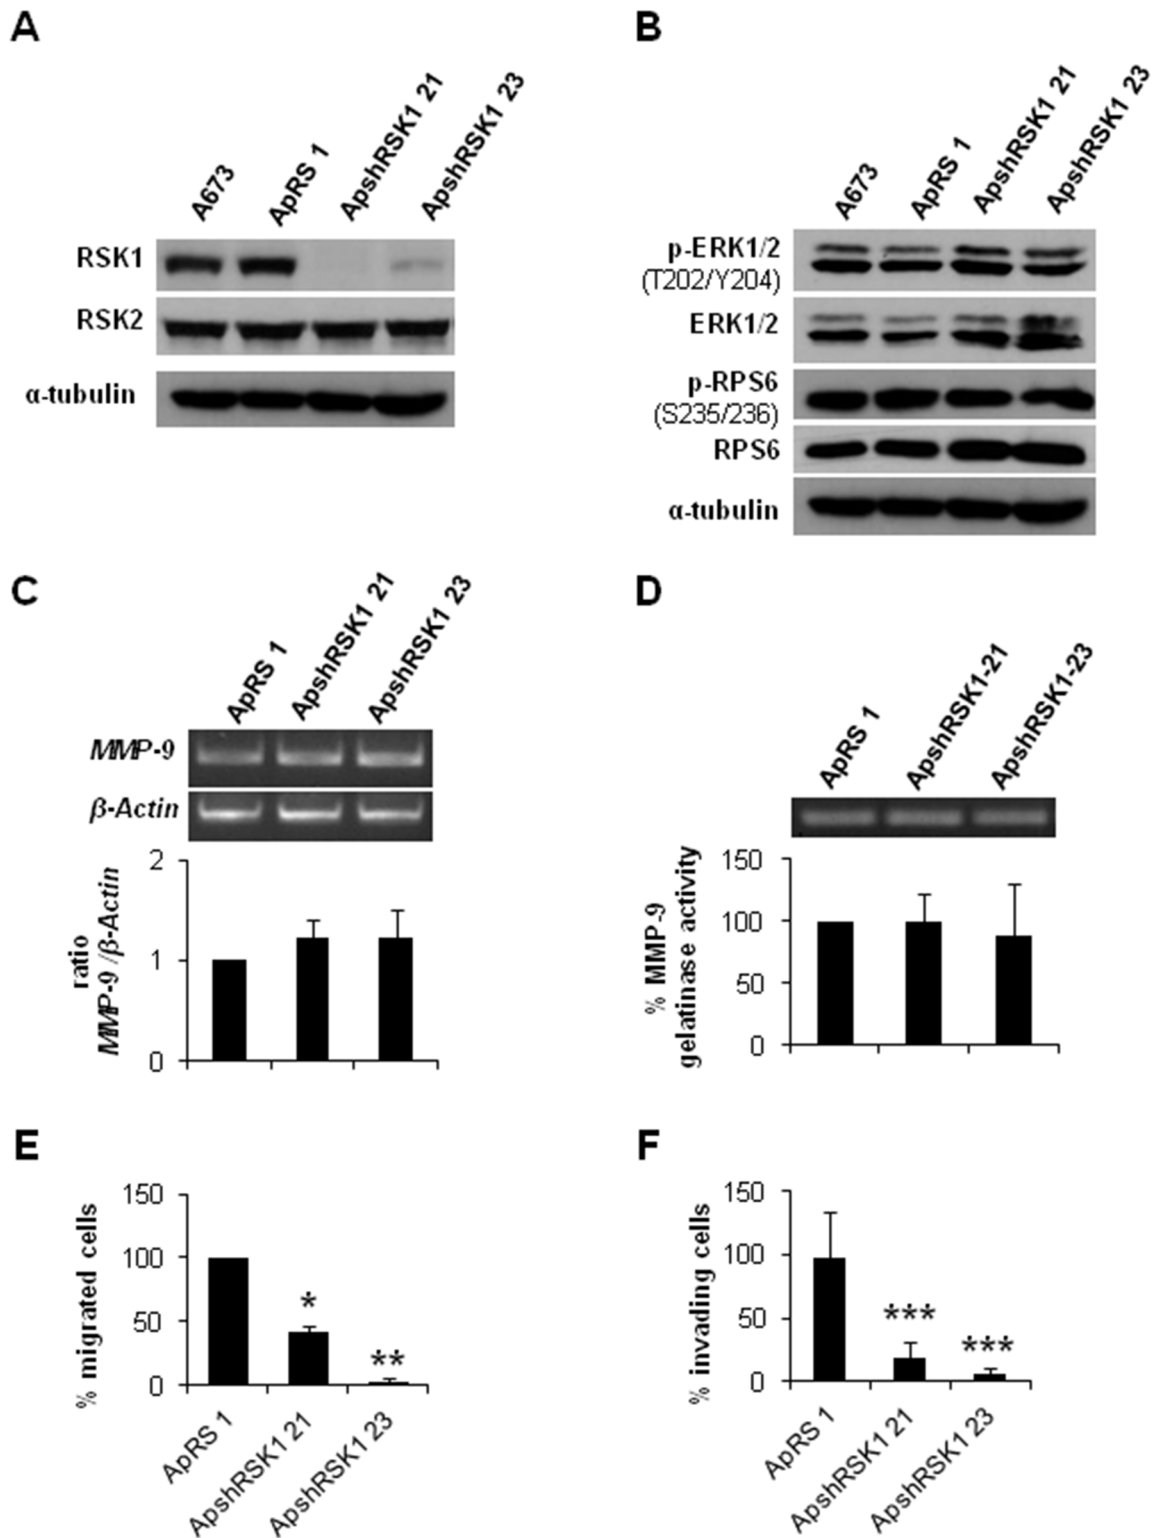 A
A673
ApRS 1
ApshRSK1 21
ApshRSK1 23
RSK1
RSK2
α-tubulin
B
A673
ApRS 1
ApshRSK1 21
ApshRSK1 23
p-ERK1/2
(T202/Y204)
ERK1/2
p-RPS6
(S235/236)
RPS6
α-tubulin
C
ApRS 1
ApshRSK1 21
ApshRSK1 23
MMP-9
β-Actin
ratio
MMP-9 /β-Actin
2
1
0
D
ApRS 1
ApshRSK1-21
ApshRSK1-23
% MMP-9
gelatinase activity
150
100
50
0
E
% migrated cells
150
100
50
0
*
**
ApRS 1
ApshRSK1 21
ApshRSK1 23
F
% invading cells
150
100
50
0
***
***
ApRS 1
ApshRSK1 21
ApshRSK1 23